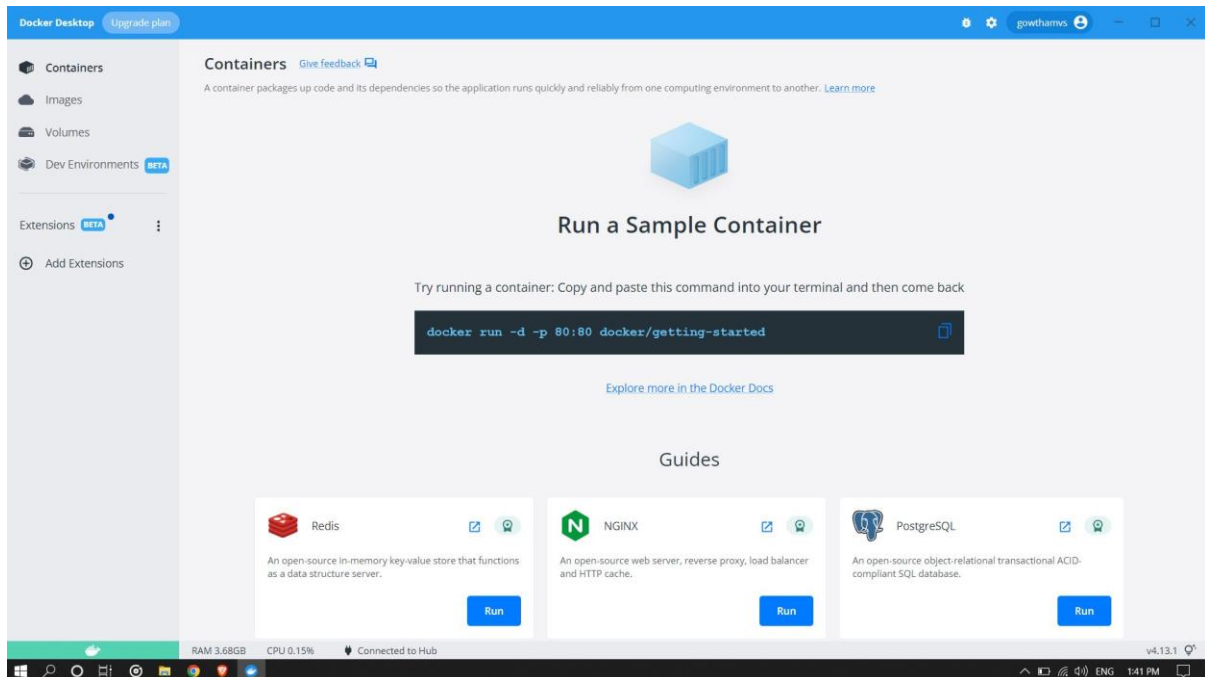 Docker Desktop Upgrade plan gowthamvs
Containers
Images
Volumes
Dev Environments BETA
Extensions BETA
Add Extensions
Containers Give feedback
A container packages up code and its dependencies so the application runs quickly and reliably from one computing environment to another. Learn more
Run a Sample Container
Try running a container: Copy and paste this command into your terminal and then come back
docker run -d -p 80:80 docker/getting-started
Explore more in the Docker Docs
Guides
Redis
An open-source in-memory key-value store that functions
as a data structure server.
Run
NGINX
An open-source web server, reverse proxy, load balancer
and HTTP cache.
Run
PostgreSQL
An open-source object-relational transactional ACID-
compliant SQL database.
Run
RAM 3.68GB CPU 0.15% Connected to Hub v4.13.1
ENG 1:41 PM